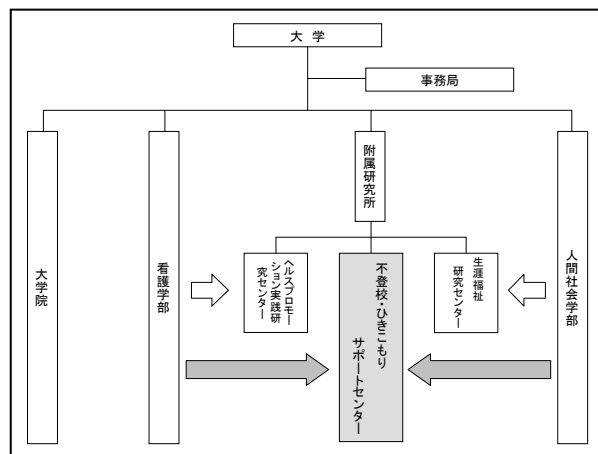 大 学
事務局
大学院
看護学部
附属研究所
人間社会学部
ヘルスプロモー
ション実践研
究センター
不登校・ひきこもり
サポートセンター
生涯福祉
研究センター